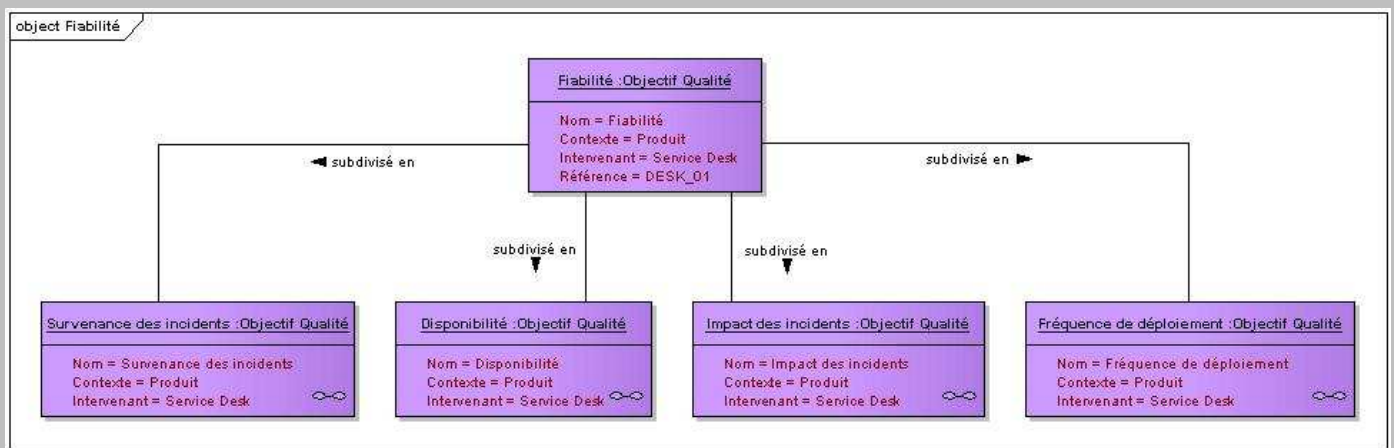 object Fiabilité
Fiabilité :Objectif Qualité
Nom = Fiabilité
Contexte = Produit
Intervenant = Service Desk
Référence = DESK_01
subdivisé en
subdivisé en
subdivisé en
subdivisé en
Survenance des incidents :Objectif Qualité
Nom = Survenance des incidents
Contexte = Produit
Intervenant = Service Desk
Disponibilité :Objectif Qualité
Nom = Disponibilité
Contexte = Produit
Intervenant = Service Desk
Impact des incidents :Objectif Qualité
Nom = Impact des incidents
Contexte = Produit
Intervenant = Service Desk
Fréquence de déploiement :Objectif Qualité
Nom = Fréquence de déploiement
Contexte = Produit
Intervenant = Service Desk